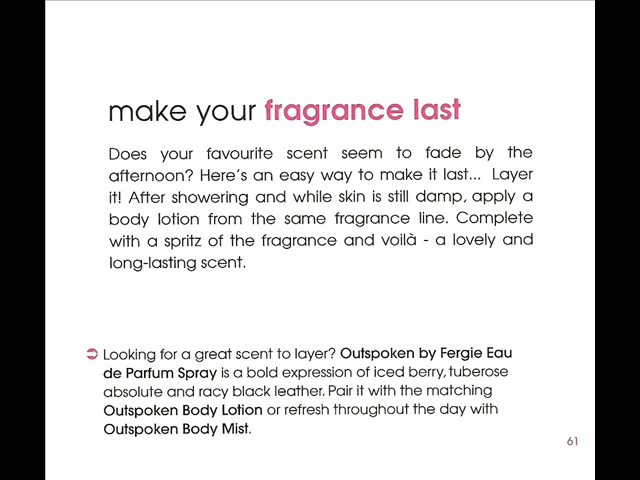 make your fragrance last
Does your favourite scent seem to fade by the
afternoon? Here's an easy way to make it last... Layer
it! After showering and while skin is still damp, apply a
body lotion from the same fragrance line. Complete
with a spritz of the fragrance and voilà - a lovely and
long-lasting scent.
Looking for a great scent to layer? Outspoken by Fergie Eau
de Parfum Spray is a bold expression of iced berry, tuberose
absolute and racy black leather. Pair it with the matching
Outspoken Body Lotion or refresh throughout the day with
Outspoken Body Mist.
61